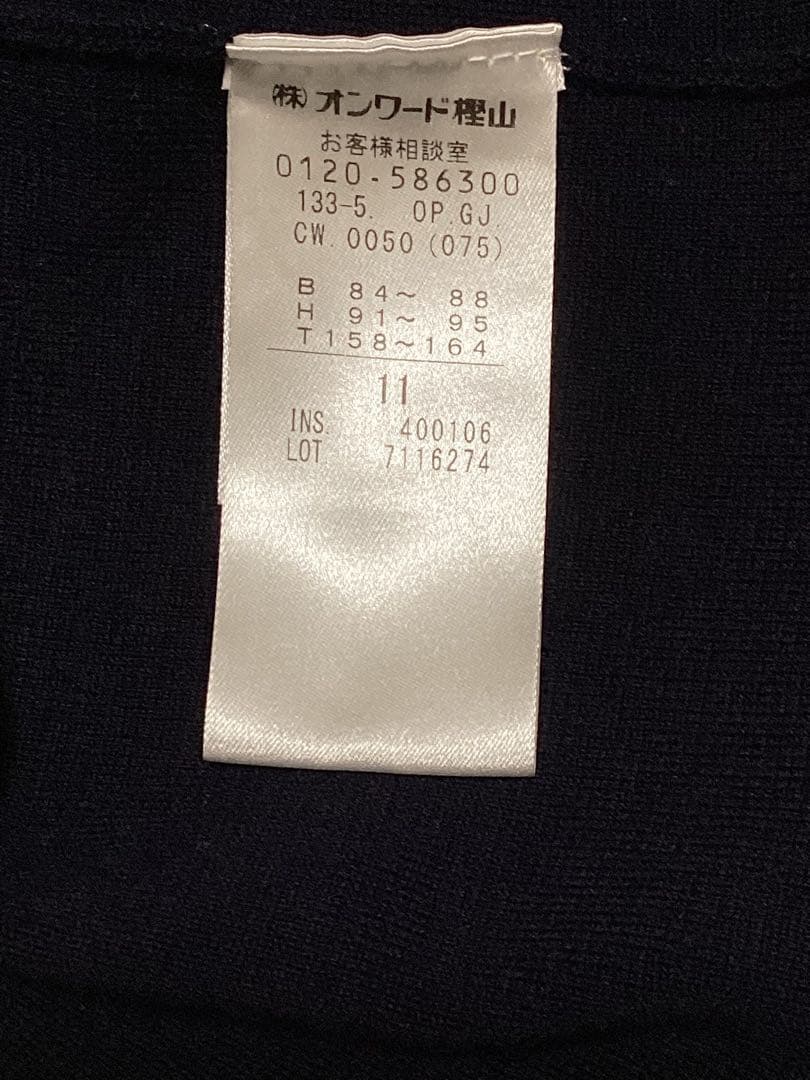 (株)オンワード樫山
お客様相談室
0120-586300
133-5. OP.GJ.
CW. 0050 (075)
B 84～ 88
H 91～ 95
T158～164
11
INS. 400106
LOT. 7116274